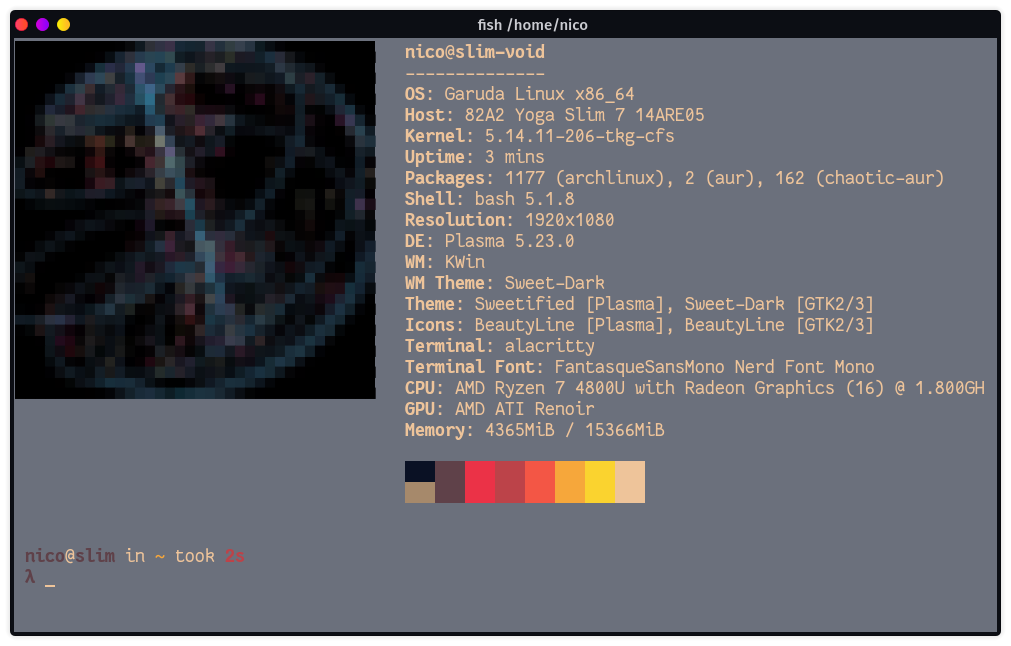 fish /home/nico
nico@slim-void
--------------
OS: Garuda Linux x86_64
Host: 82A2 Yoga Slim 7 14ARE05
Kernel: 5.14.11-206-tkg-cfs
Uptime: 3 mins
Packages: 1177 (archlinux), 2 (aur), 162 (chaotic-aur)
Shell: bash 5.1.8
Resolution: 1920x1080
DE: Plasma 5.23.0
WM: KWin
WM Theme: Sweet-Dark
Theme: Sweetified [Plasma], Sweet-Dark [GTK2/3]
Icons: BeautyLine [Plasma], BeautyLine [GTK2/3]
Terminal: alacritty
Terminal Font: FantasqueSansMono Nerd Font Mono
CPU: AMD Ryzen 7 4800U with Radeon Graphics (16) @ 1.800GH
GPU: AMD ATI Renoir
Memory: 4365MiB / 15366MiB
nico@slim in ~ took 2s
λ _